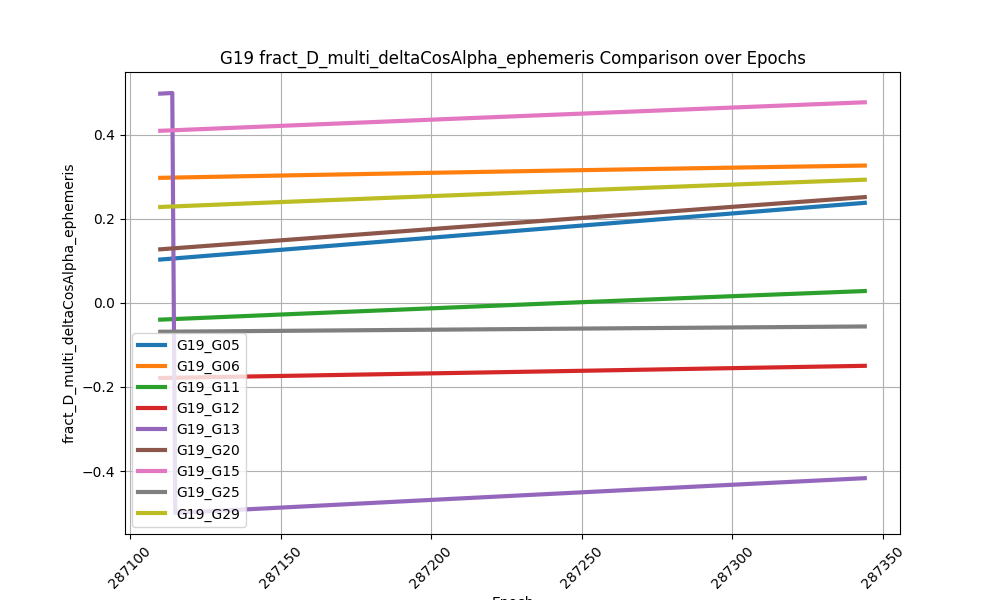 G19 fract_D_multi_deltaCosAlpha_ephemeris Comparison over Epochs
fract_D_multi_deltaCosAlpha_ephemeris
0.4
0.2
0.0
−0.2
−0.4
G19_G05
G19_G06
G19_G11
G19_G12
G19_G13
G19_G20
G19_G15
G19_G25
G19_G29
287100
287150
287200
287250
287300
287350
Epoch